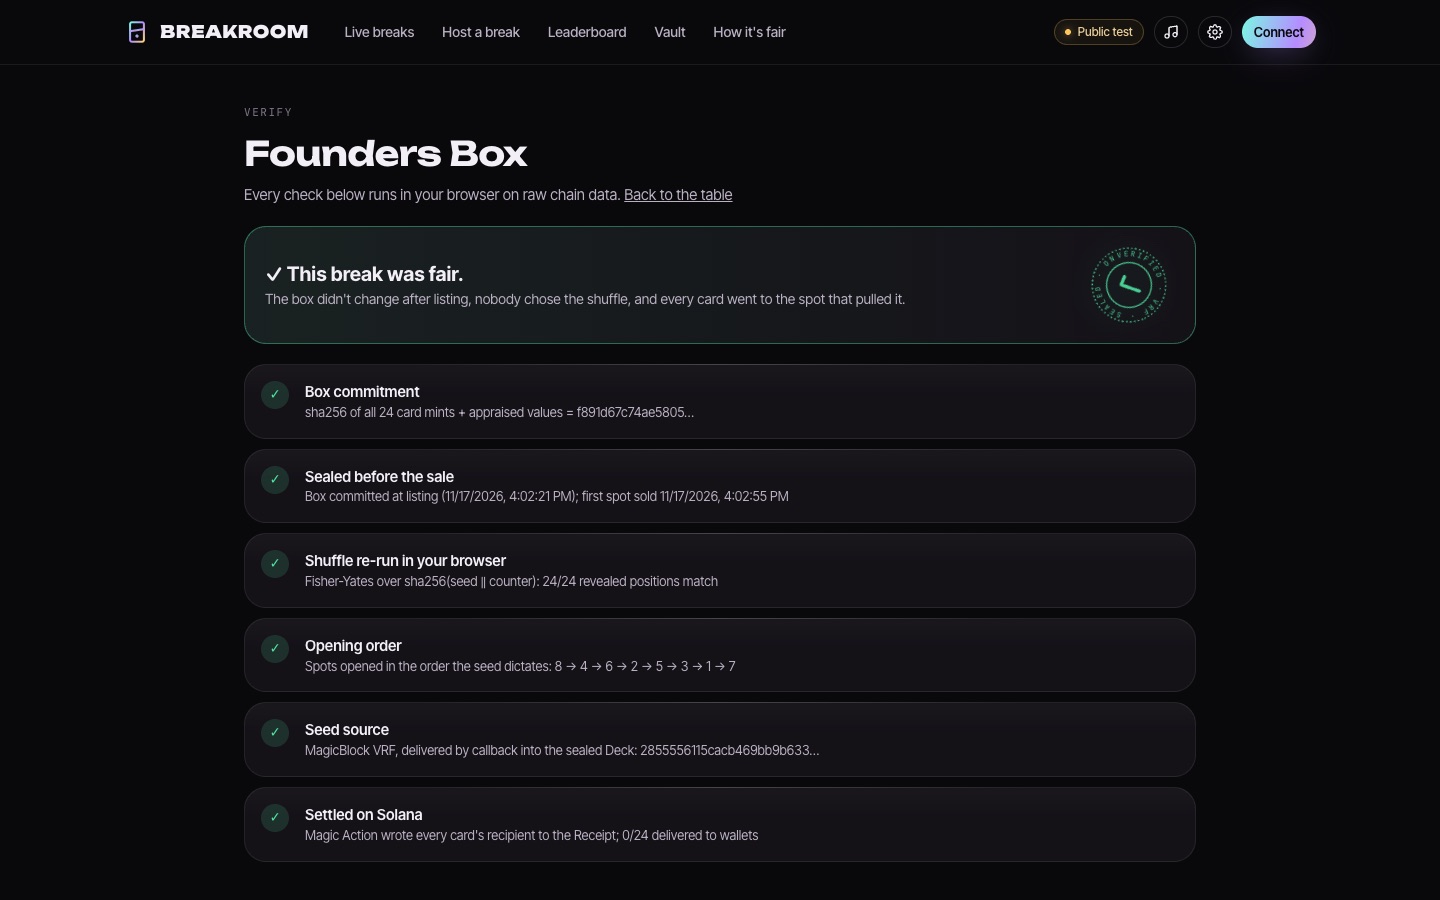 BREAKROOM
Live breaks
Host a break
Leaderboard
Vault
How it's fair
Public test
Connect
VERIFY
Founders Box
Every check below runs in your browser on raw chain data. Back to the table
✓ This break was fair.
The box didn't change after listing, nobody chose the shuffle, and every card went to the spot that pulled it.
VRF · SEALED ·
✓ Box commitment
sha256 of all 24 card mints + appraised values = f891d67c74ae5805…
✓ Sealed before the sale
Box committed at listing (11/17/2026, 4:02:21 PM); first spot sold 11/17/2026, 4:02:55 PM
✓ Shuffle re-run in your browser
Fisher-Yates over sha256(seed || counter): 24/24 revealed positions match
✓ Opening order
Spots opened in the order the seed dictates: 8 → 4 → 6 → 2 → 5 → 3 → 1 → 7
✓ Seed source
MagicBlock VRF, delivered by callback into the sealed Deck: 2855556115cacb469bb9b633…
✓ Settled on Solana
Magic Action wrote every card's recipient to the Receipt; 0/24 delivered to wallets